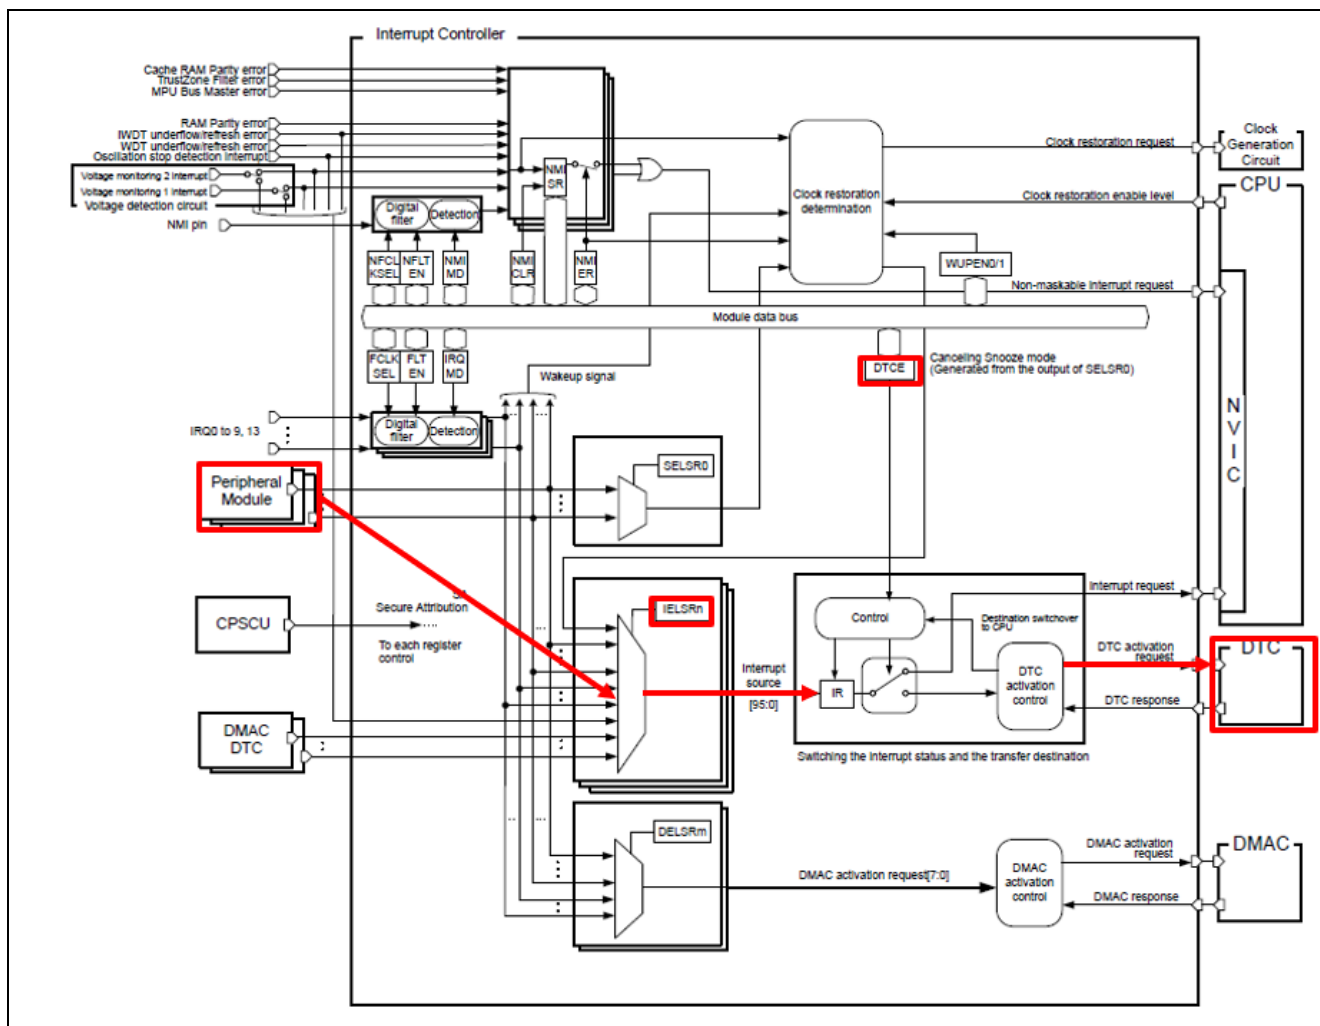 Interrupt Controller
Cache RAM Parity error
TrustZone Filter error
MPU Bus Master error
RAM Parity error
IWDT underflow/refresh error
WDT underflow/refresh error
Oscillation stop detection interrupt
Voltage monitoring 2 interrupt
Voltage monitoring 1 interrupt
Voltage detection circuit
NMI pin
Digital
filter
Detection
NMI
SR
NFCL
KSEL
NFLT
EN
NMI
MD
NMI
CLR
NMI
ER
Clock restoration
determination
Clock restoration request
Clock
Generation
Circuit
CPU
Clock restoration enable level
WUPEN0/1
Non-maskable interrupt request
Module data bus
FCLK
SEL
FLT
EN
IRQ
MD
Wakeup signal
DTCE
Canceling Snooze mode
(Generated from the output of SELSR0)
NVIC
IRQ0 to 9, 13
Digital
filter
Detection
Peripheral
Module
SELSR0
CPSCU
Secure Attribution
To each register
control
IELSRn
Interrupt
source
[95:0]
Control
IR
Destination switchover
to CPU
DTC
activation
control
Interrupt request
DTC activation
request
DTC response
DTC
Switching the interrupt status and the transfer destination
DMAC
DTC
DELSRm
DMAC activation request[7:0]
DMAC
activation
control
DMAC activation
request
DMAC response
DMAC